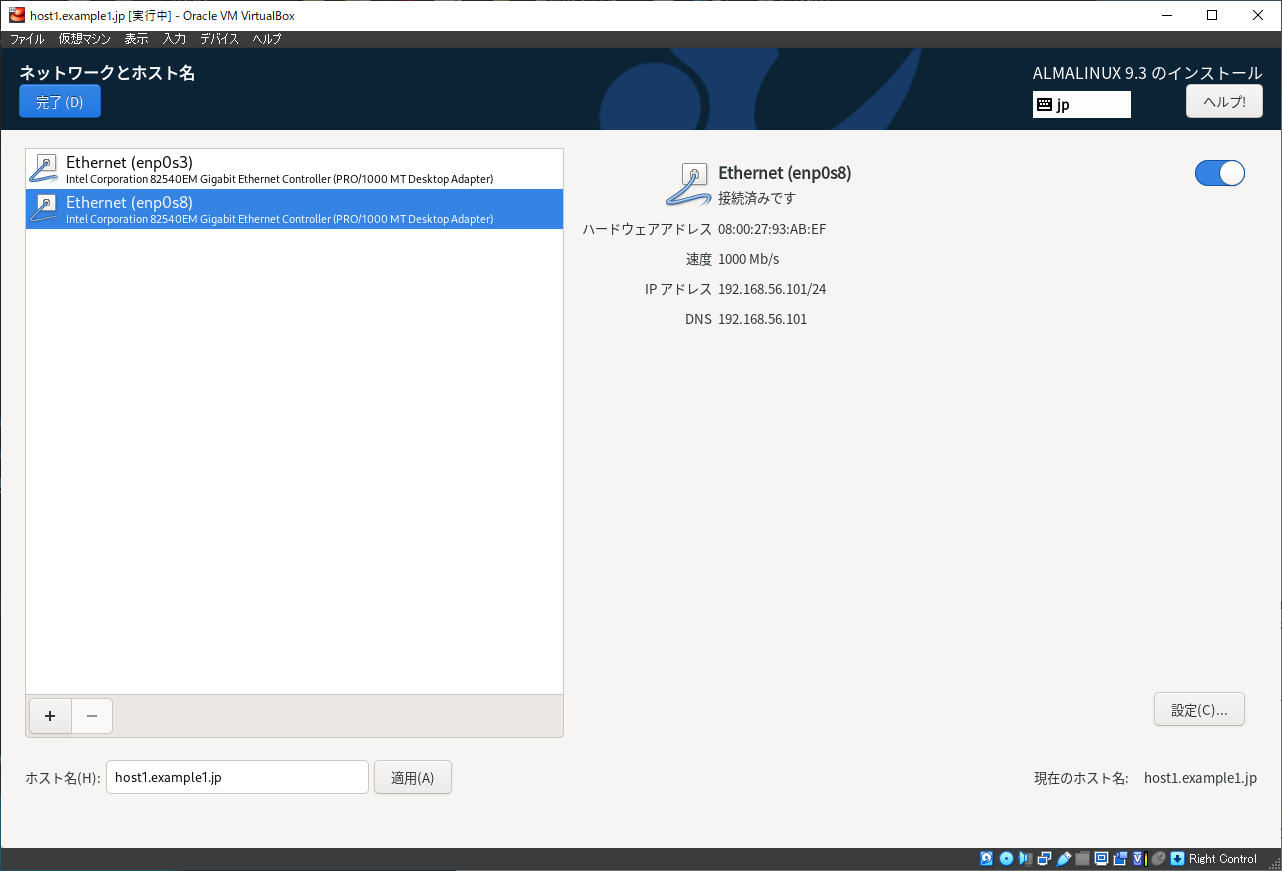 host1.example1.jp [実行中] - Oracle VM VirtualBox
ファイル 仮想マシン 表示 入力 デバイス ヘルプ
ネットワークとホスト名
完了 (D)
ALMALINUX 9.3 のインストール
jp
ヘルプ!
Ethernet (enp0s3)
Intel Corporation 82540EM Gigabit Ethernet Controller (PRO/1000 MT Desktop Adapter)
Ethernet (enp0s8)
Intel Corporation 82540EM Gigabit Ethernet Controller (PRO/1000 MT Desktop Adapter)
Ethernet (enp0s8)
接続済みです
ハードウェアアドレス 08:00:27:93:AB:EF
速度 1000 Mb/s
IP アドレス 192.168.56.101/24
DNS 192.168.56.101
+ −
設定(C)...
ホスト名(H): host1.example1.jp 適用(A)
現在のホスト名: host1.example1.jp
Right Control